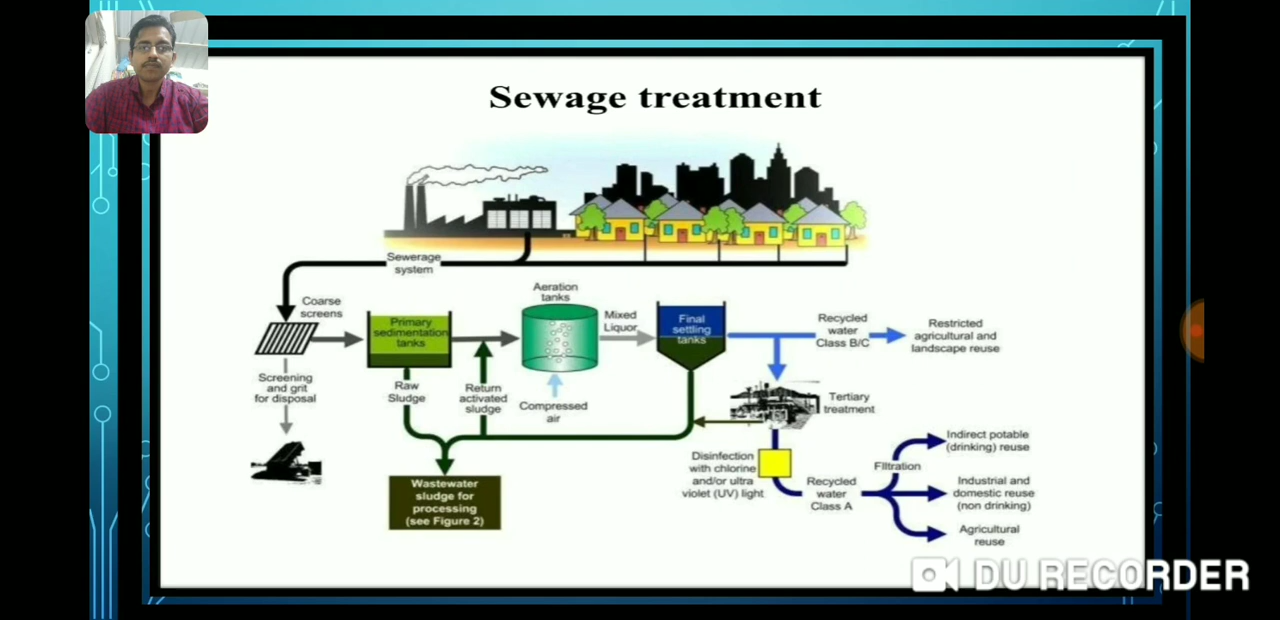 Sewage treatment
Sewerage
system
Coarse
screens
Primary
sedimentation
tanks
Aeration
tanks
Mixed
Liquor
Final
settling
tanks
Recycled
water
Class B/C
Restricted
agricultural and
landscape reuse
Screening
and grit
for disposal
Raw
Sludge
Return
activated
sludge
Compressed
air
Tertiary
treatment
Wastewater
sludge for
processing
(see Figure 2)
Disinfection
with chlorine
and/or ultra
violet (UV) light
Recycled
water
Class A
FIltration
Indirect potable
(drinking) reuse
Industrial and
domestic reuse
(non drinking)
Agricultural
reuse
DU RECORDER